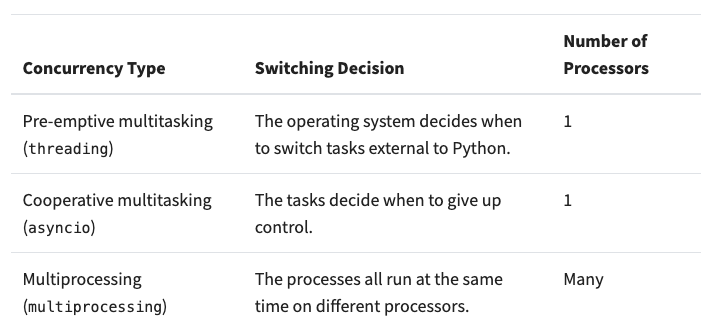 Number of
Concurrency Type Switching Decision Processors
Pre-emptive multitasking The operating system decides when 1
(threading) to switch tasks external to Python.
Cooperative multitasking The tasks decide when to give up 1
(asyncio) control.
Multiprocessing The processes all run at the same Many
(multiprocessing) time on different processors.